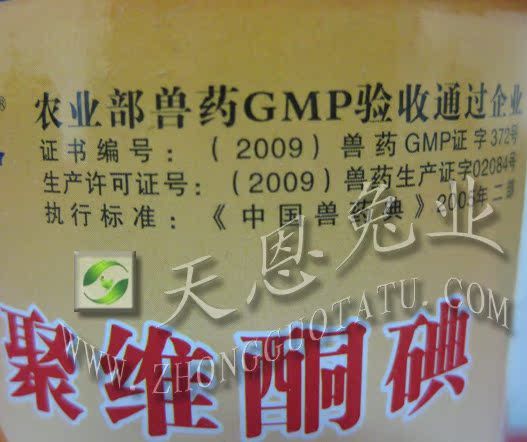 ®
农业部兽药GMP验收通过企业
证书编号：（2009）兽药GMP证字372号
生产许可证号：（2009）兽药生产证字02084号
执行标准：《中国兽药典》2005年二部
天恩兔业
WWW.ZHONGGUOTATU.COM
聚维酮碘